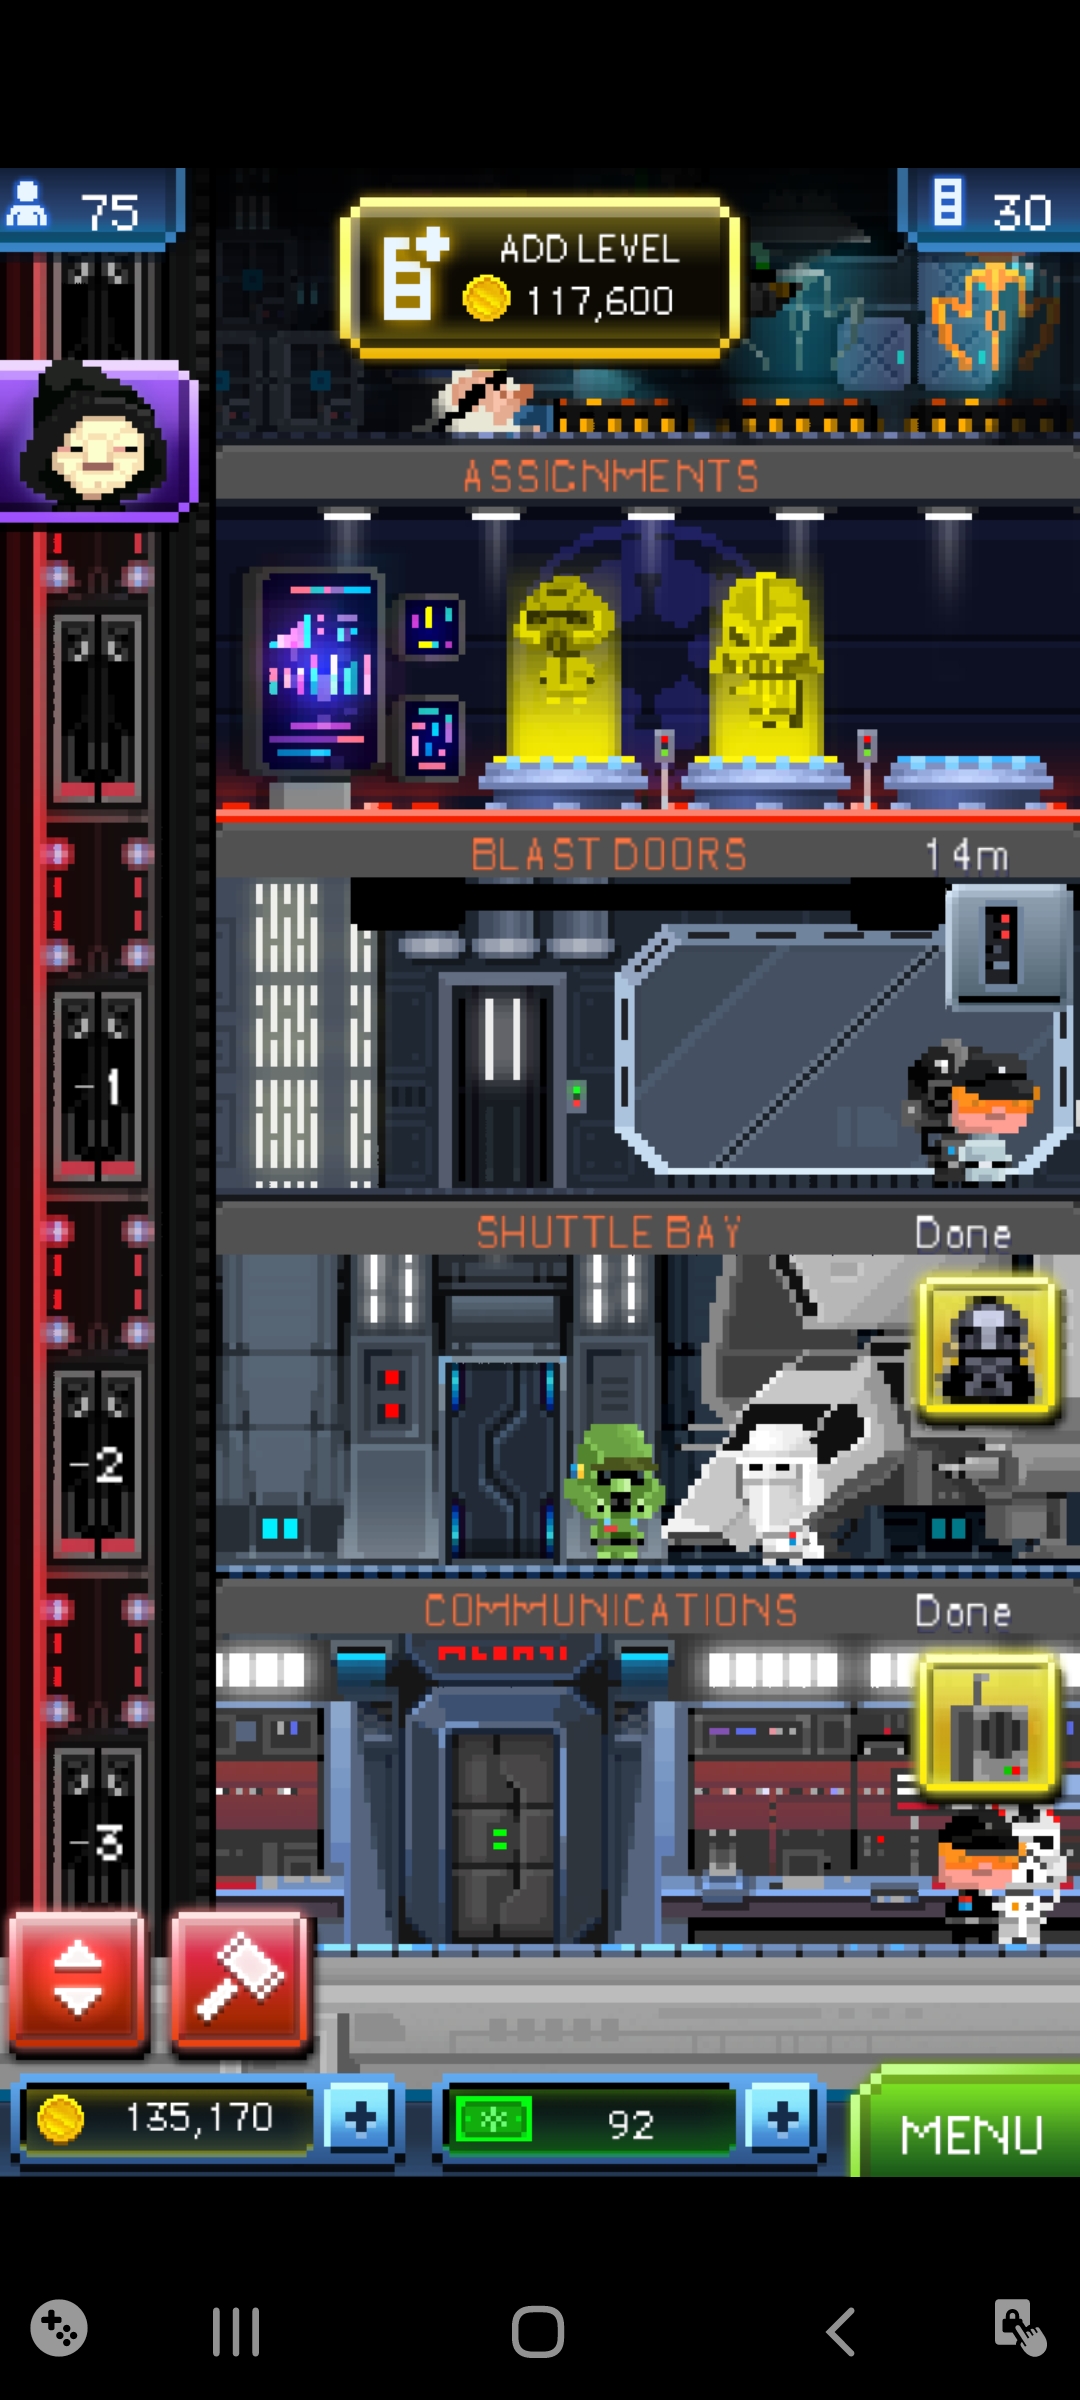 75
ADD LEVEL
117,600
30
ASSIGNMENTS
BLAST DOORS
14m
-1
SHUTTLE BAY
Done
-2
COMMUNICATIONS
Done
-3
135,170
92
MENU